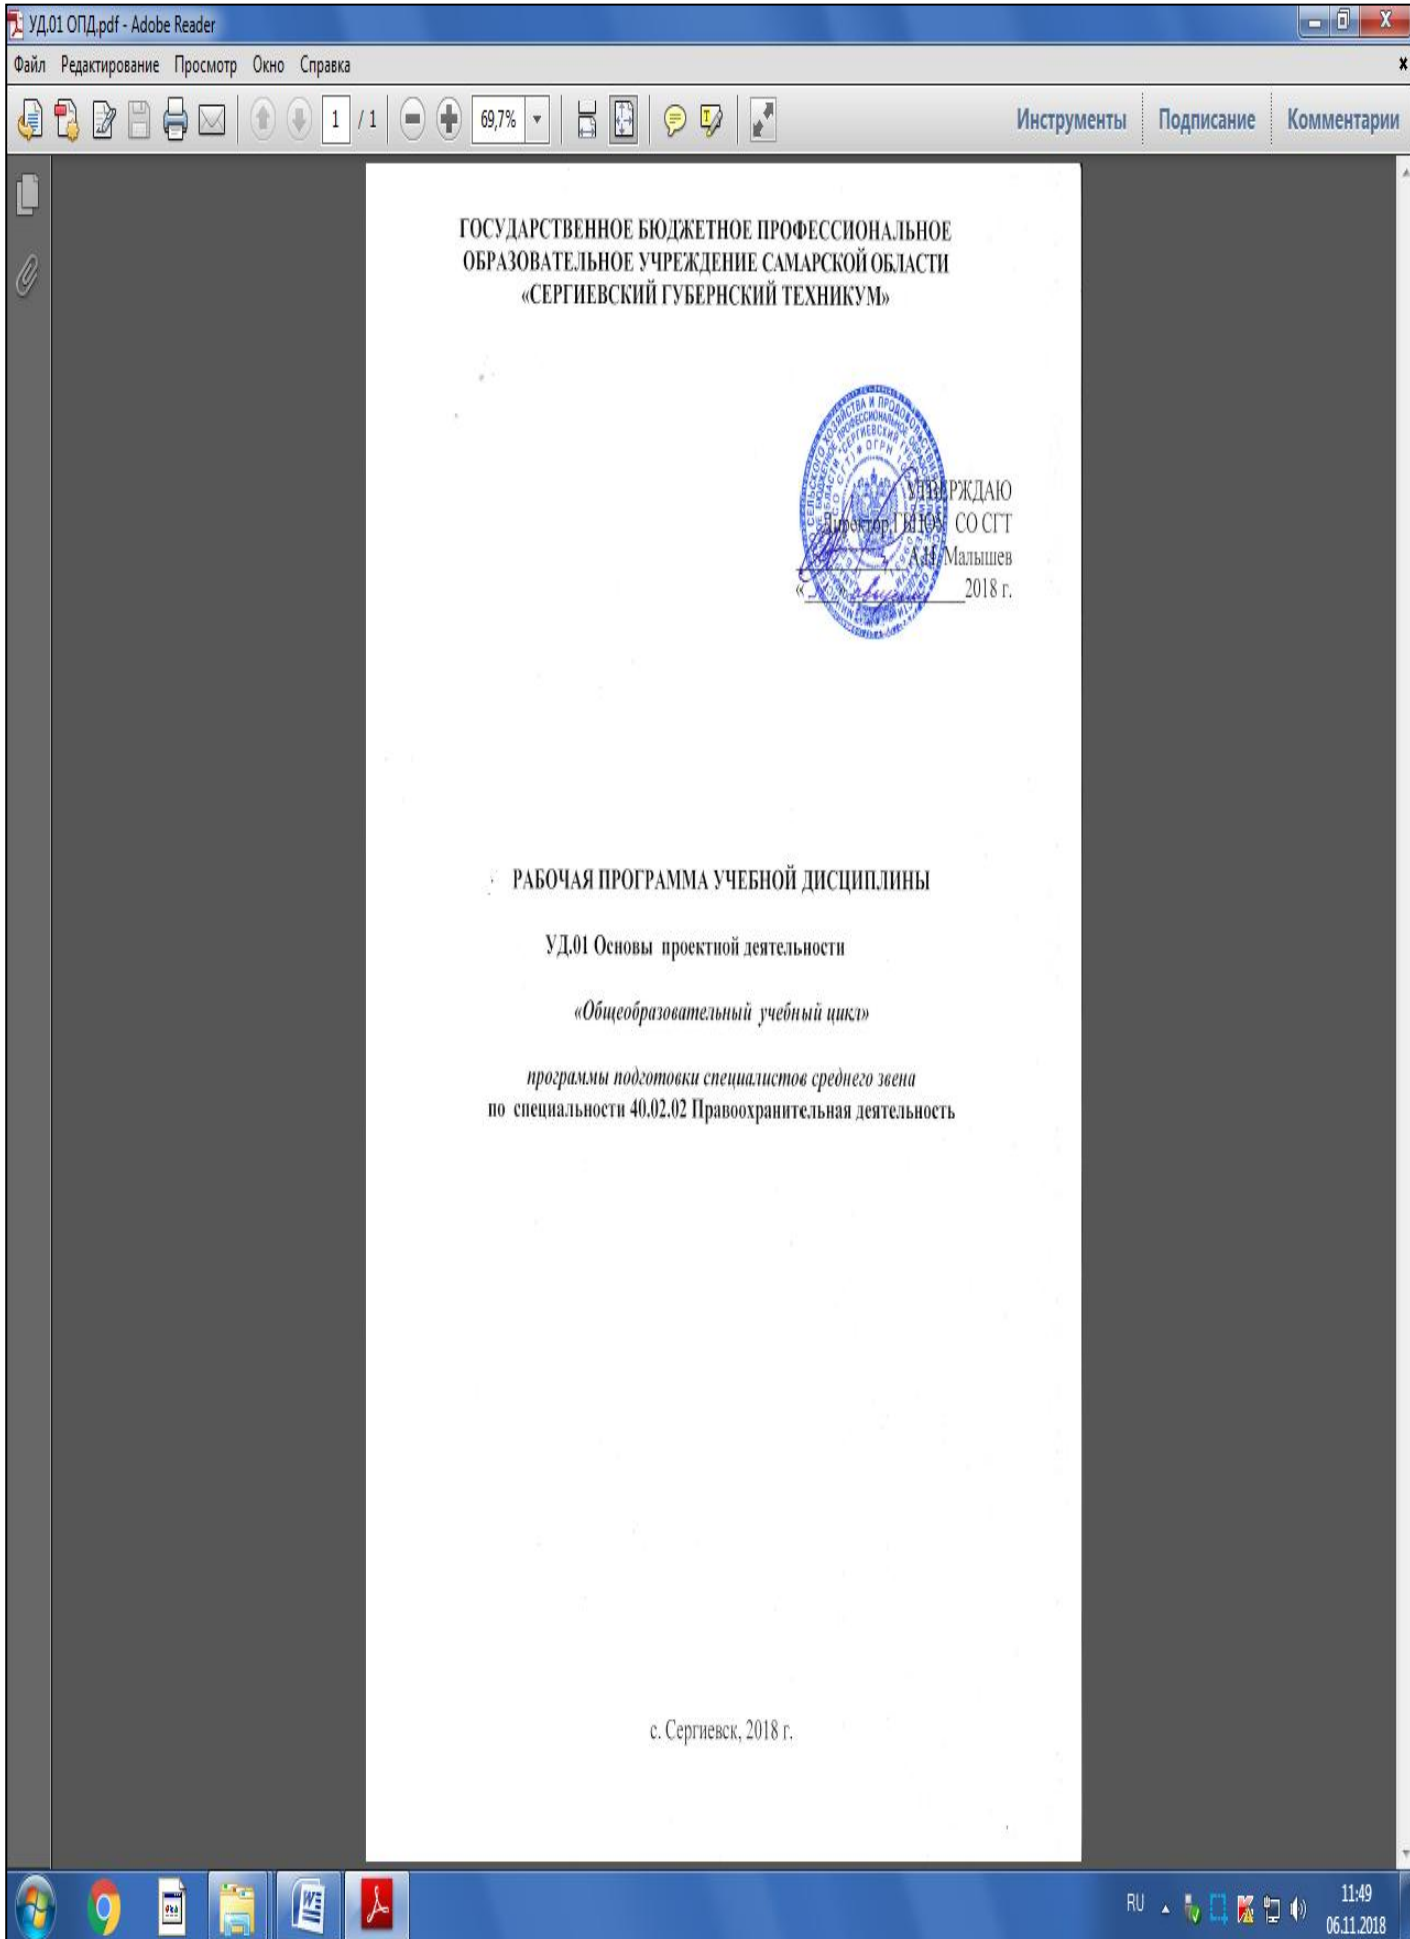 УД.01 ОПД.pdf - Adobe Reader
Файл Редактирование Просмотр Окно Справка
1 / 1 69,7% Инструменты Подписание Комментарии
ГОСУДАРСТВЕННОЕ БЮДЖЕТНОЕ ПРОФЕССИОНАЛЬНОЕ
ОБРАЗОВАТЕЛЬНОЕ УЧРЕЖДЕНИЕ САМАРСКОЙ ОБЛАСТИ
«СЕРГИЕВСКИЙ ГУБЕРНСКИЙ ТЕХНИКУМ»
УТВЕРЖДАЮ
Директор ГБПОУ СО СГТ
А.Н. Малышев
2018 г.
РАБОЧАЯ ПРОГРАММА УЧЕБНОЙ ДИСЦИПЛИНЫ
УД.01 Основы проектной деятельности
«Общеобразовательный учебный цикл»
программы подготовки специалистов среднего звена
по специальности 40.02.02 Правоохранительная деятельность
с. Сергиевск, 2018 г.
RU 11:49
06.11.2018